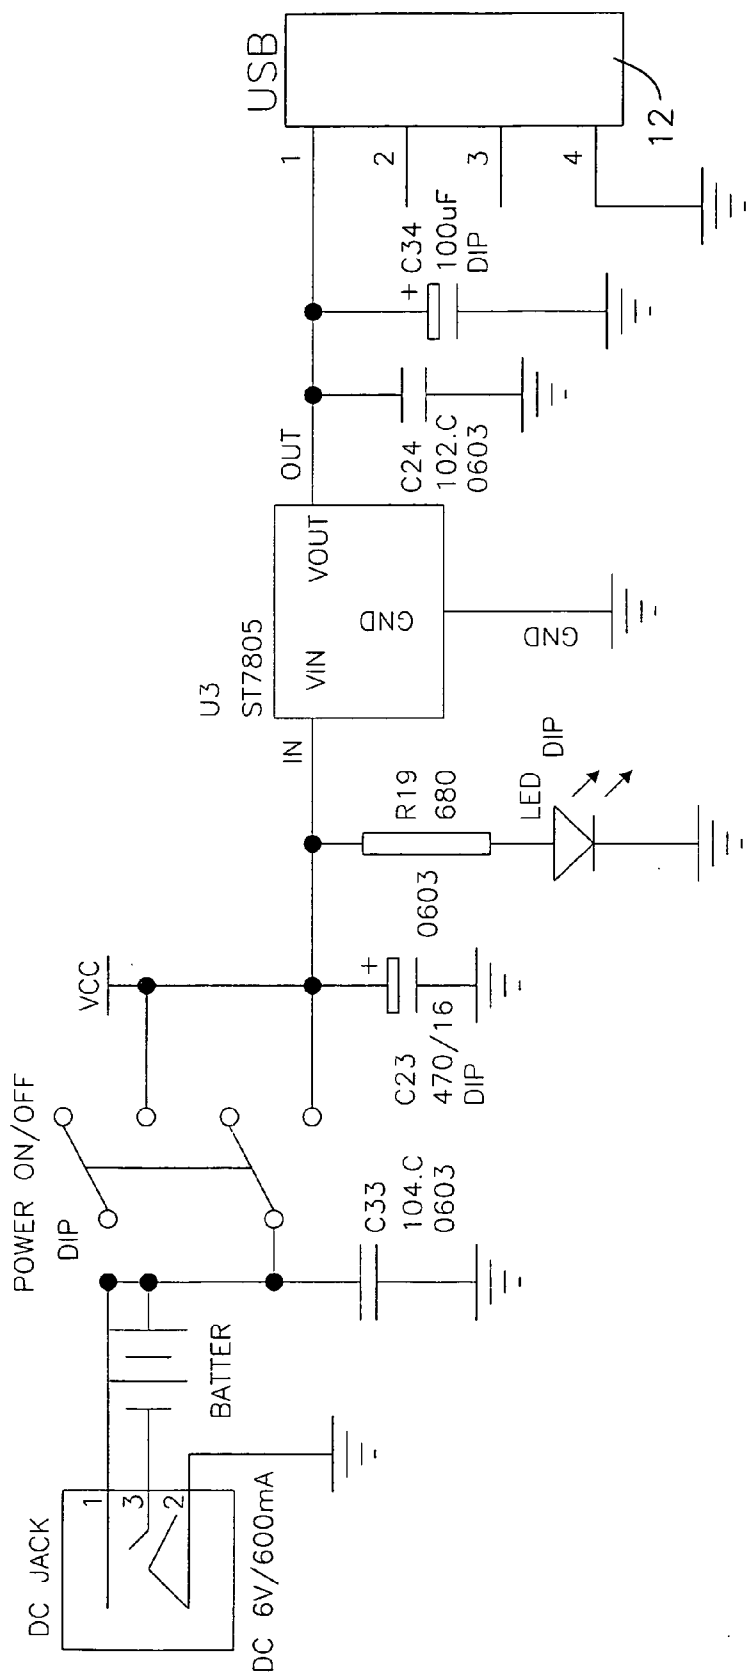 DC JACK
1
3
2
DC 6V/600mA
BATTER
POWER ON/OFF
DIP
C33
104.C
0603
VCC
+
C23
470/16
DIP
R19
680
0603
LED
DIP
IN
U3
ST7805
VIN
VOUT
GND
GND
OUT
C24
102.C
0603
+
C34
100uF
DIP
USB
1
2
3
4
12